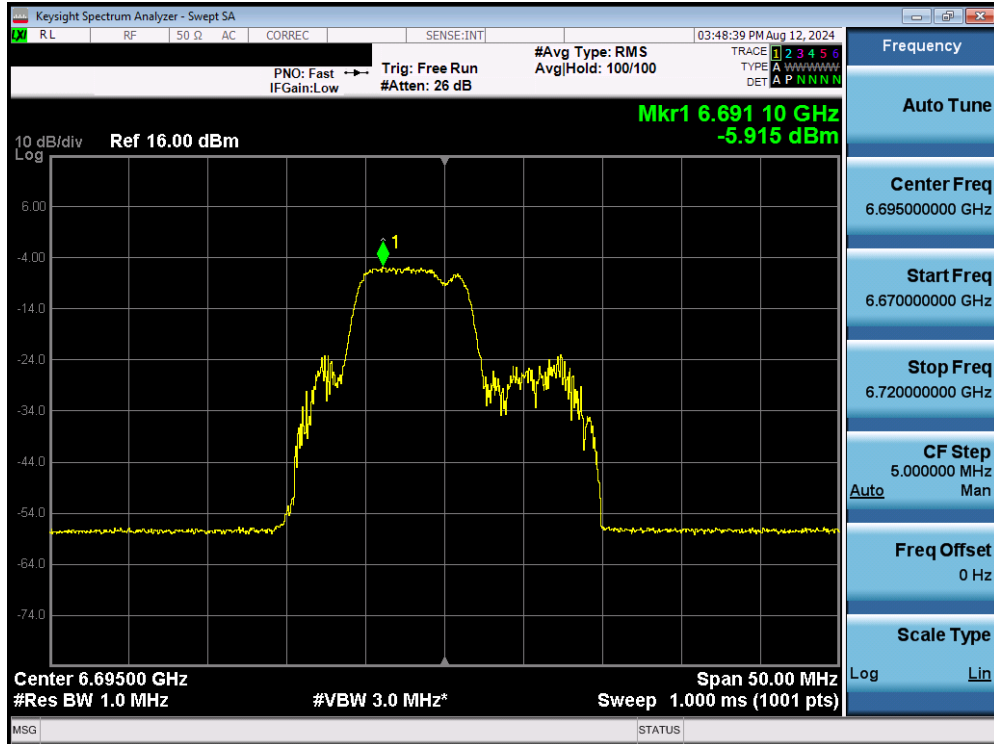 Keysight Spectrum Analyzer - Swept SA
LXI RL RF 50 Ω AC CORREC SENSE:INT 03:48:39 PM Aug 12, 2024
PNO: Fast Trig: Free Run #Avg Type: RMS TRACE 1 2 3 4 5 6
IFGain:Low #Atten: 26 dB Avg|Hold: 100/100 TYPE A WWWWW
DET A P N N N N
Mkr1 6.691 10 GHz
-5.915 dBm
10 dB/div Ref 16.00 dBm
Log
6.00
-4.00
-14.0
-24.0
-34.0
-44.0
-54.0
-64.0
-74.0
1
Center 6.69500 GHz Span 50.00 MHz
#Res BW 1.0 MHz #VBW 3.0 MHz* Sweep 1.000 ms (1001 pts)
MSG STATUS
Frequency
Auto Tune
Center Freq
6.695000000 GHz
Start Freq
6.670000000 GHz
Stop Freq
6.720000000 GHz
CF Step
5.000000 MHz
Auto Man
Freq Offset
0 Hz
Scale Type
Log Lin